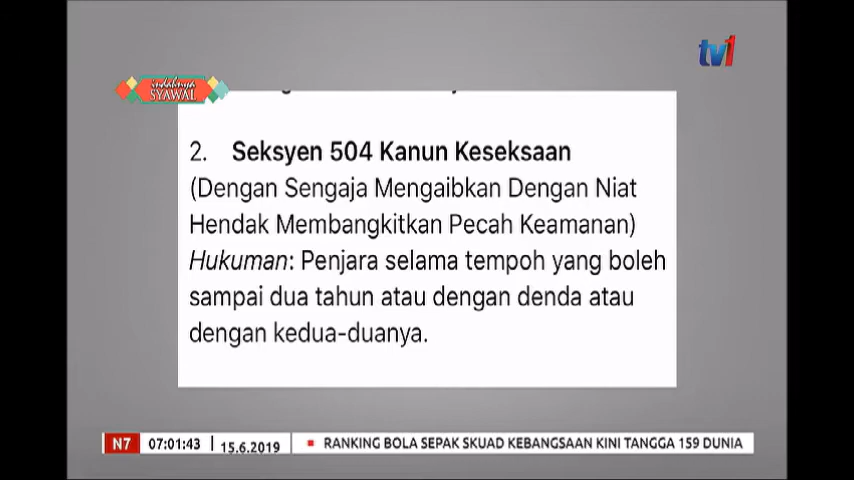 tv1
indahnya
SYAWAL
2. Seksyen 504 Kanun Keseksaan
(Dengan Sengaja Mengaibkan Dengan Niat
Hendak Membangkitkan Pecah Keamanan)
Hukuman: Penjara selama tempoh yang boleh
sampai dua tahun atau dengan denda atau
dengan kedua-duanya.
N7 07:01:43 15.6.2019 RANKING BOLA SEPAK SKUAD KEBANGSAAN KINI TANGGA 159 DUNIA